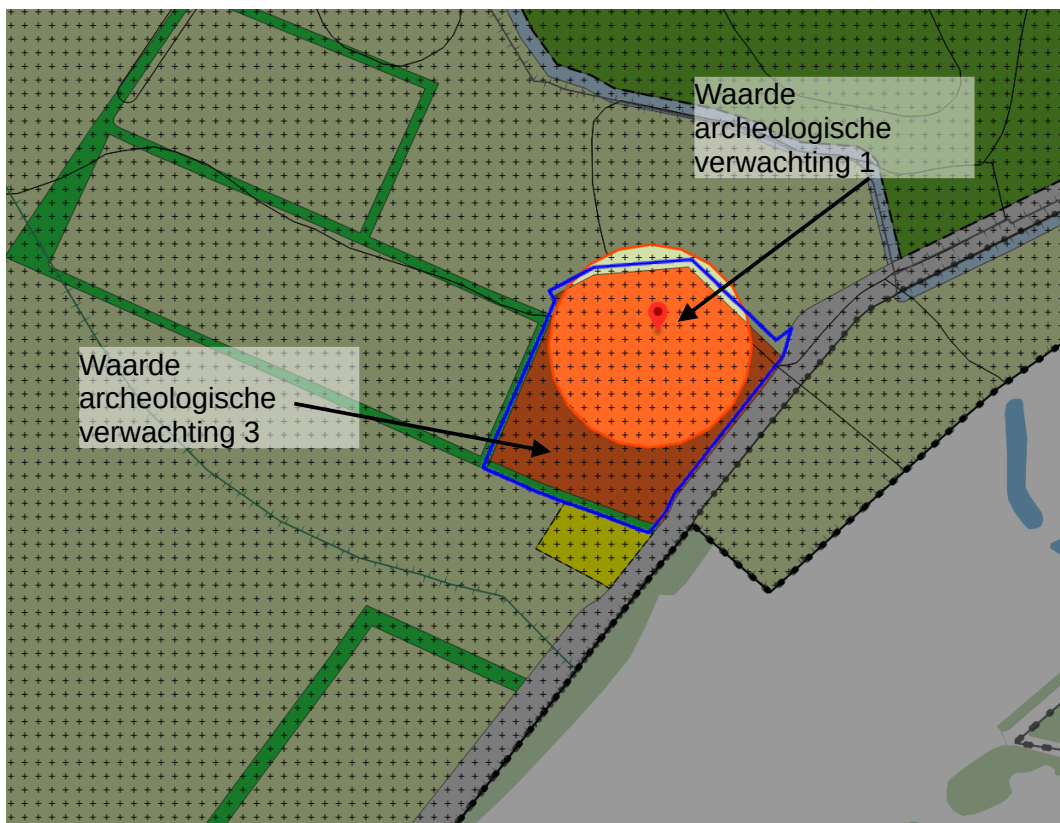 Waarde
archeologische
verwachting 1
Waarde
archeologische
verwachting 3